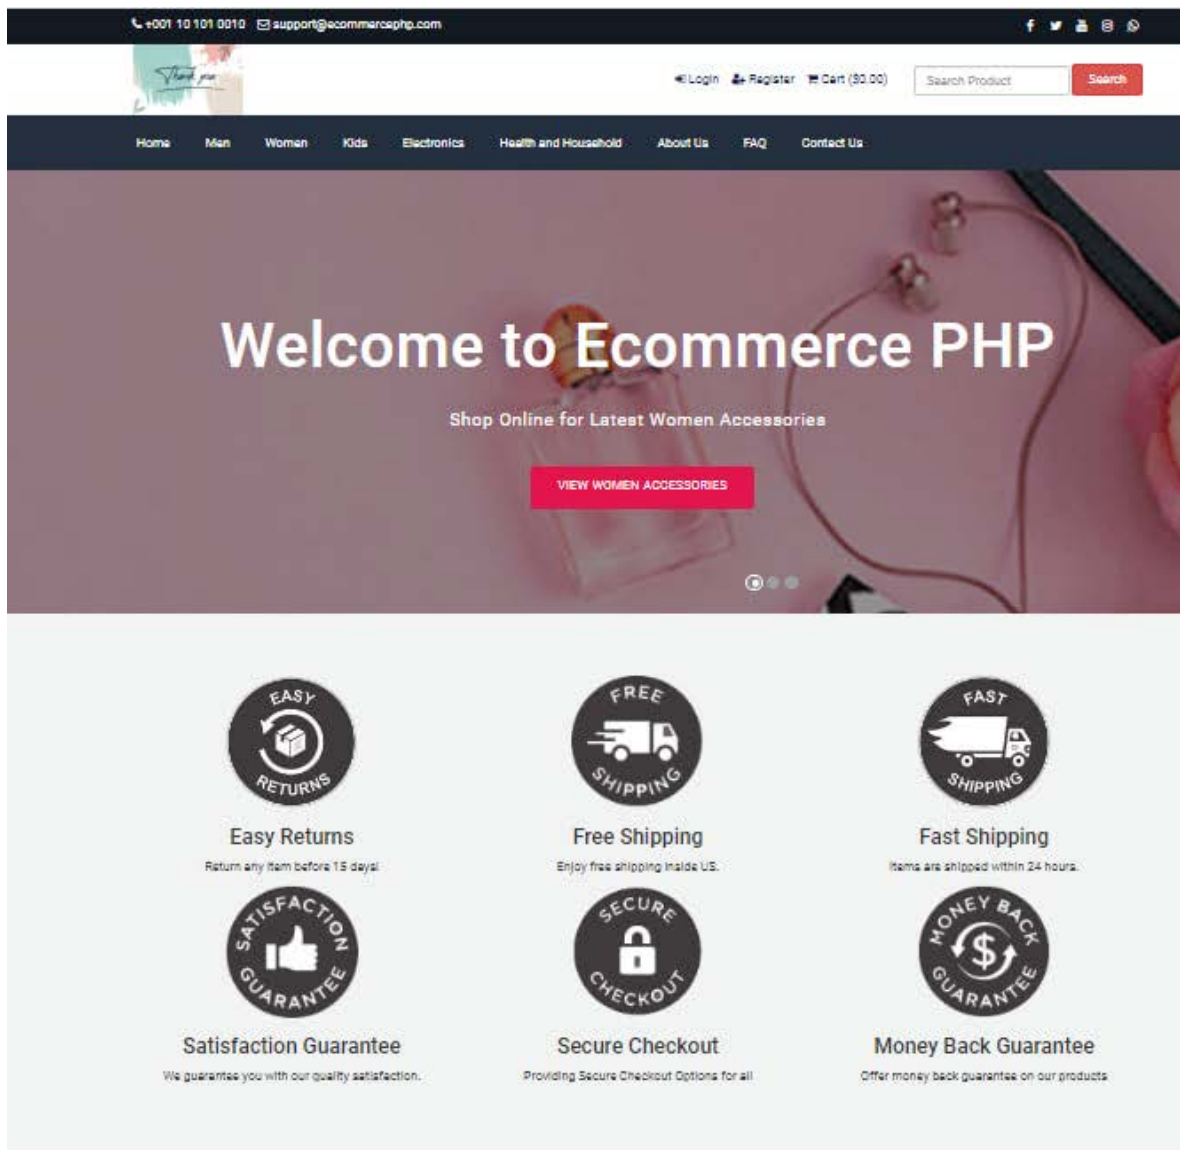 +001 10 101 0010 support@ecommercephp.com
Thank you
Login Register Cart ($0.00) Search Product Search
Home Men Women Kids Electronics Health and Household About Us FAQ Contact Us
Welcome to Ecommerce PHP
Shop Online for Latest Women Accessories
VIEW WOMEN ACCESSORIES
EASY RETURNS
FREE SHIPPING
FAST SHIPPING
Easy Returns
Free Shipping
Fast Shipping
Return any item before 15 days!
Enjoy free shipping inside US.
Items are shipped within 24 hours.
SATISFACTION GUARANTEE
SECURE CHECKOUT
MONEY BACK GUARANTEE
Satisfaction Guarantee
Secure Checkout
Money Back Guarantee
We guarantee you with our quality satisfaction.
Providing Secure Checkout Options for all
Offer money back guarantee on our products